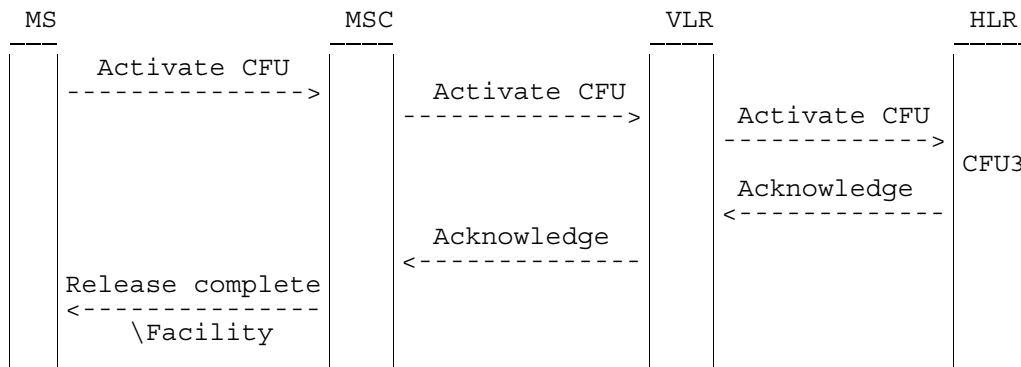 MS MSC VLR HLR
Activate CFU
Activate CFU
Activate CFU
CFU3
Acknowledge
Acknowledge
Release complete
\Facility